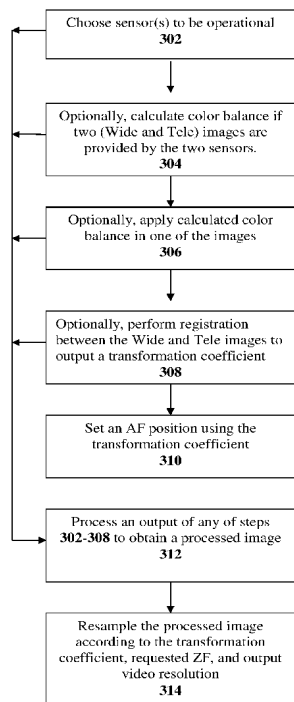 Choose sensor(s) to be operational
302
Optionally, calculate color balance if
two (Wide and Tele) images are
provided by the two sensors.
304
Optionally, apply calculated color
balance in one of the images
306
Optionally, perform registration
between the Wide and Tele images to
output a transformation coefficient
308
Set an AF position using the
transformation coefficient
310
Process an output of any of steps
302-308 to obtain a processed image
312
Resample the processed image
according to the transformation
coefficient, requested ZF, and output
video resolution
314